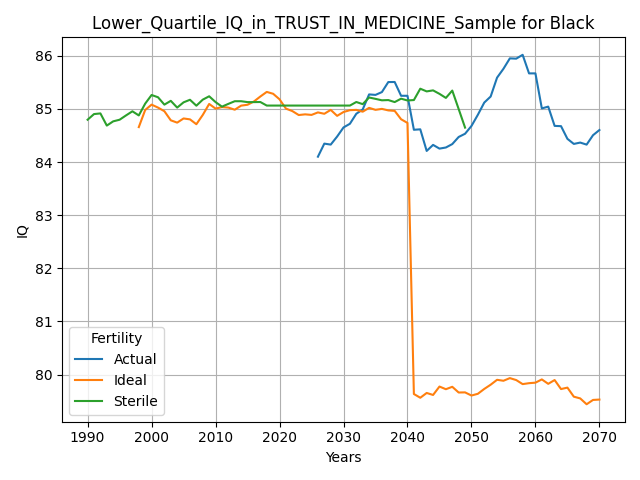 Lower_Quartile_IQ_in_TRUST_IN_MEDICINE_Sample for Black
86
85
84
83
82
81
80
IQ
Fertility
Actual
Ideal
Sterile
1990 2000 2010 2020 2030 2040 2050 2060 2070
Years